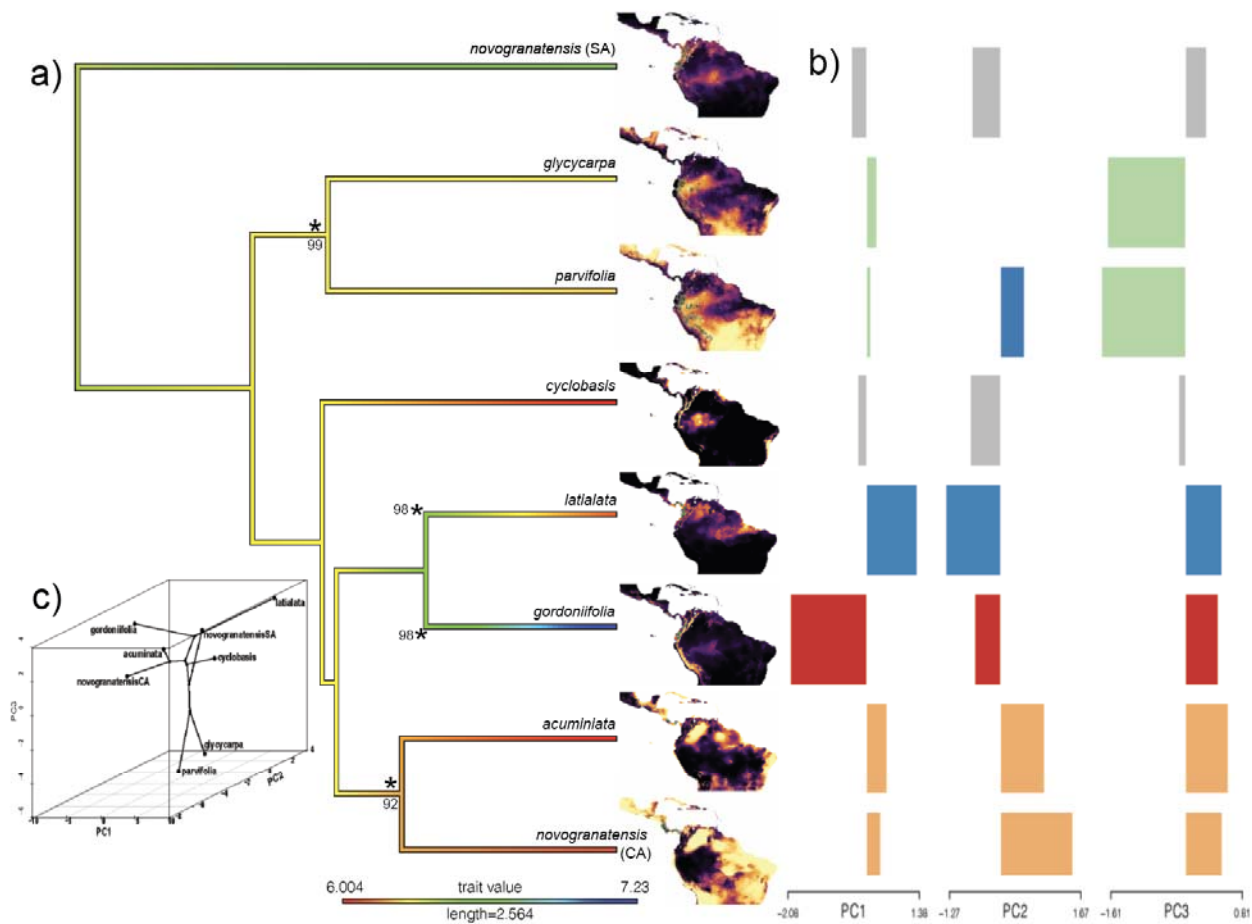 a)
b)
novogranatensis (SA)
glycycarpa
*
99
parvifolia
cyclobasis
98 *
latialata
gordoniifolia
98 *
acuminiata
*
92
novogranatensis
(CA)
6.004 trait value 7.23
length=2.564
c)
latialata
gordoniifolia
novogranatensisSA
acuminata
cyclobasis
novogranatensisCA
glycycarpa
parvifolia
PC1
PC2
PC3
-2.06 PC1 1.36
-1.27 PC2 1.67
-1.61 PC3 0.81